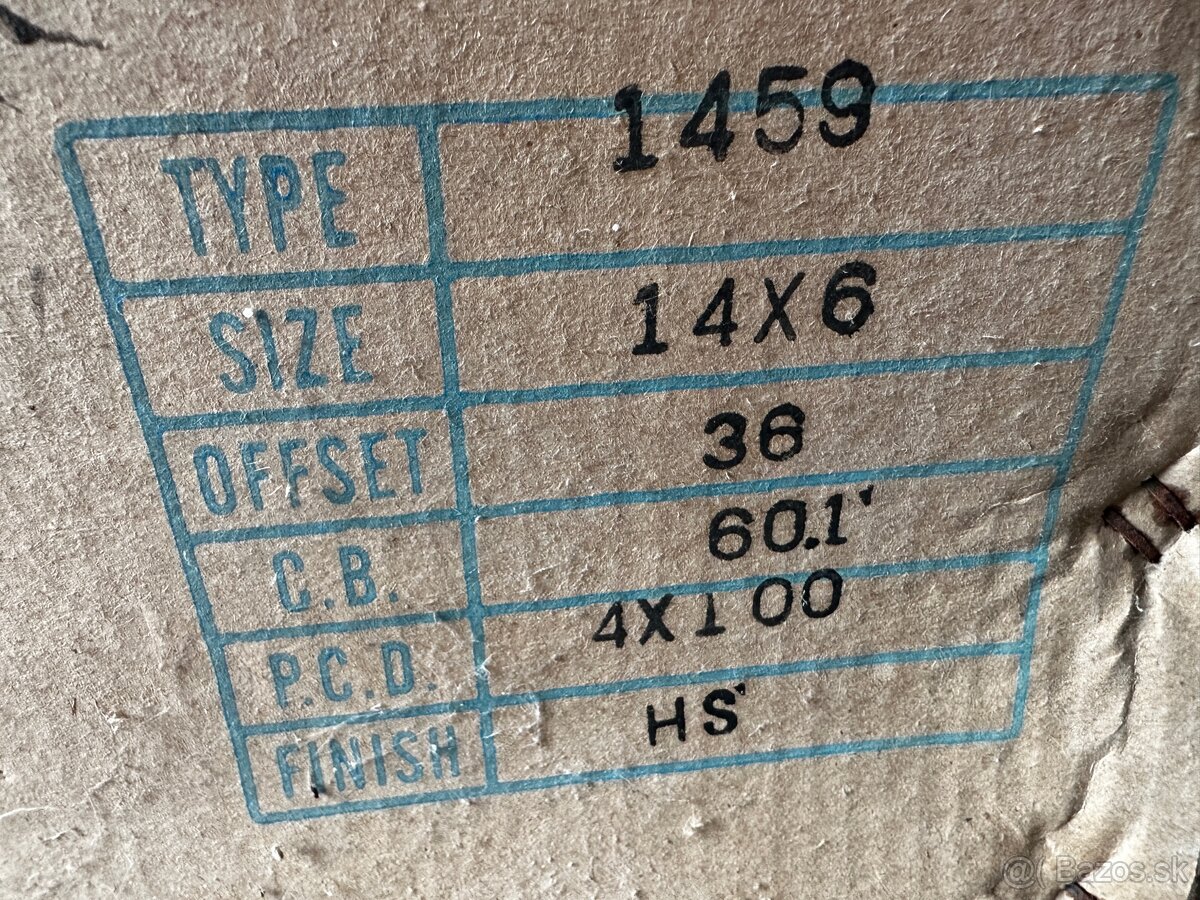 TYPE 1459
SIZE 14X6
OFFSET 36
C.B. 60.1
P.C.D. 4X100
FINISH HS
@ Bazos.sk